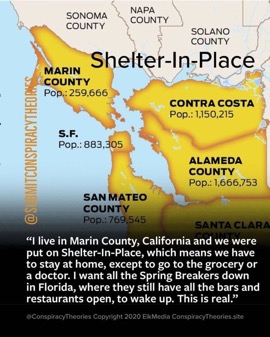 SONOMA
COUNTY
NAPA
COUNTY
SOLANO
COUNTY
Shelter-In-Place
MARIN
COUNTY
Pop.: 259,666
CONTRA COSTA
Pop.: 1,150,215
S.F.
Pop.: 883,305
ALAMEDA
COUNTY
Pop.: 1,666,753
SAN MATEO
COUNTY
Pop.: 769,545
SANTA CLARA
COUNTY
“I live in Marin County, California and we were
put on Shelter-In-Place, which means we have
to stay at home, except to go to the grocery or
a doctor. I want all the Spring Breakers down
in Florida, where they still have all the bars and
restaurants open, to wake up. This is real.”
@ConspiracyTheories Copyright 2020 ElkMedia ConspiracyTheories.site